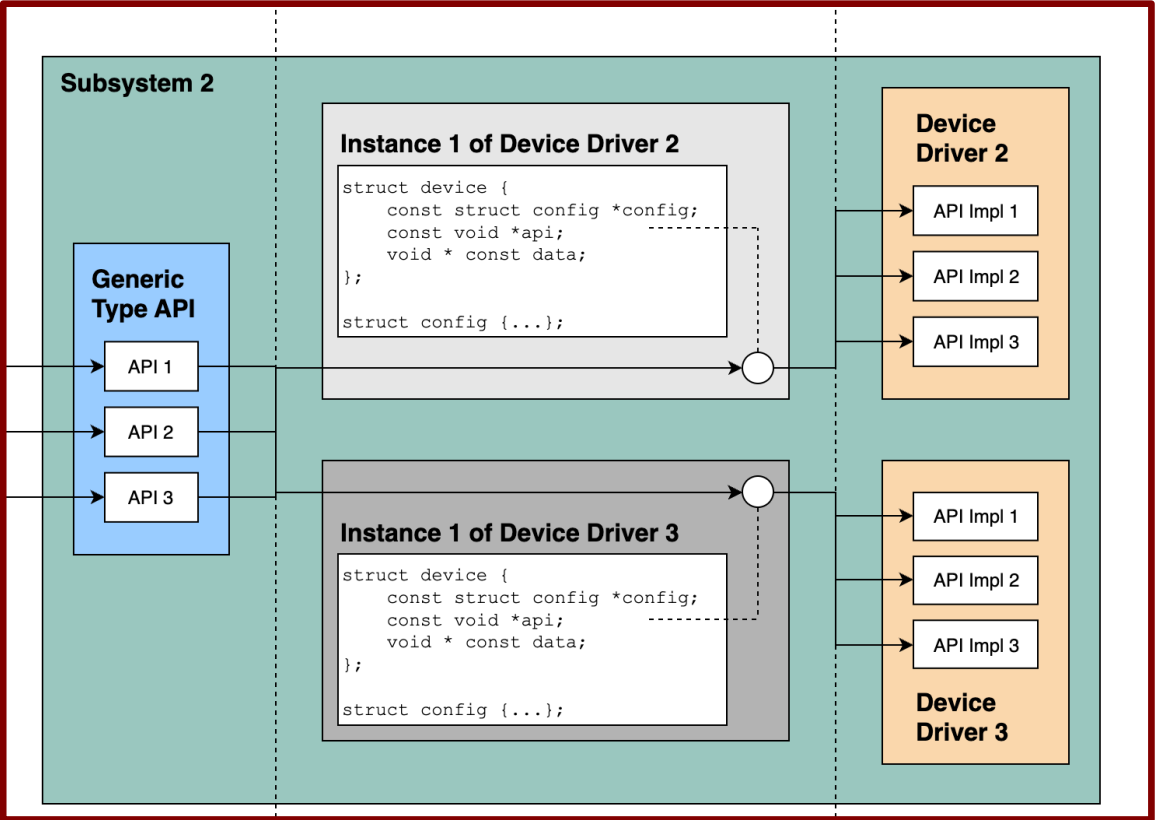 Subsystem 2
Generic
Type API
API 1
API 2
API 3
Instance 1 of Device Driver 2
struct device {
    const struct config *config;
    const void *api;
    void * const data;
};
struct config {...};
Device
Driver 2
API Impl 1
API Impl 2
API Impl 3
Instance 1 of Device Driver 3
struct device {
    const struct config *config;
    const void *api;
    void * const data;
};
struct config {...};
API Impl 1
API Impl 2
API Impl 3
Device
Driver 3